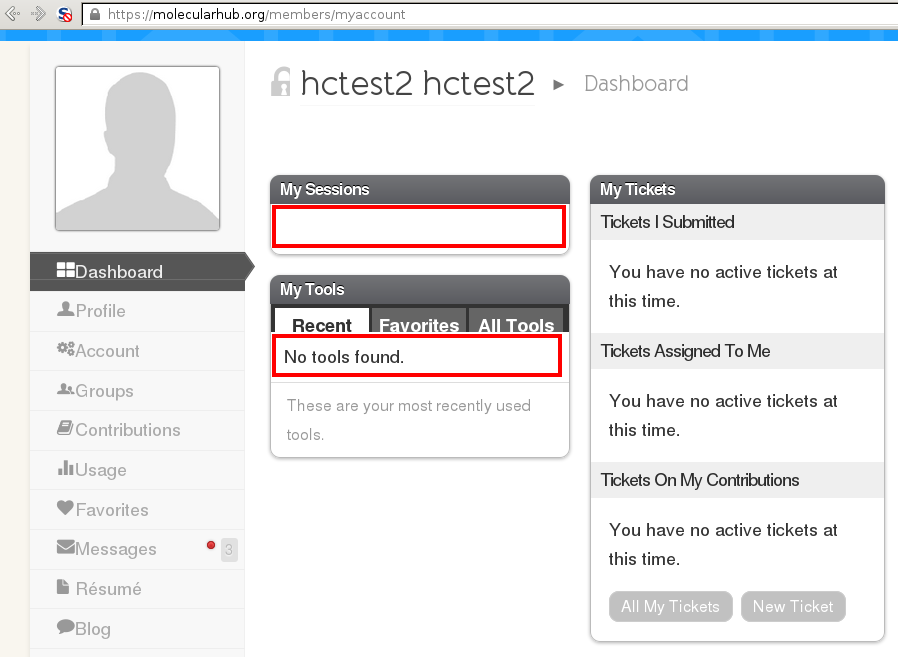 https://molecularhub.org/members/myaccount
hctest2 hctest2 ► Dashboard
Dashboard
Profile
Account
Groups
Contributions
Usage
Favorites
Messages 3
Résumé
Blog
My Sessions
My Tools
Recent Favorites All Tools
No tools found.
These are your most recently used
tools.
My Tickets
Tickets I Submitted
You have no active tickets at
this time.
Tickets Assigned To Me
You have no active tickets at
this time.
Tickets On My Contributions
You have no active tickets at
this time.
All My Tickets New Ticket